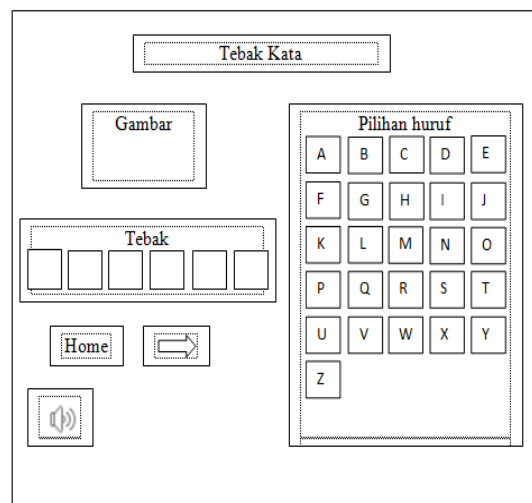 Tebak Kata
Gambar
Tebak
Home
Pilihan huruf
A B C D E
F G H I J
K L M N O
P Q R S T
U V W X Y
Z